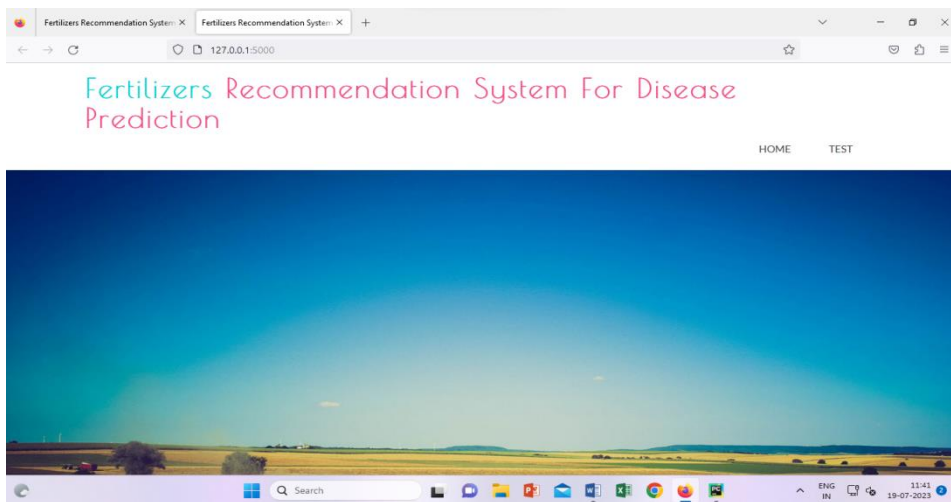 Fertilizers Recommendation System
Fertilizers Recommendation System
127.0.0.1:5000
Fertilizers Recommendation System For Disease
Prediction
HOME TEST
Search
ENG
IN
11:41
19-07-2023